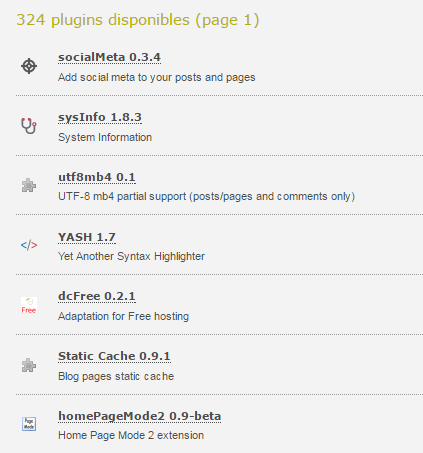 324 plugins disponibles (page 1)
socialMeta 0.3.4
Add social meta to your posts and pages
sysInfo 1.8.3
System Information
utf8mb4 0.1
UTF-8 mb4 partial support (posts/pages and comments only)
YASH 1.7
</>
Yet Another Syntax Highlighter
dcFree 0.2.1
Free
Adaptation for Free hosting
Static Cache 0.9.1
Blog pages static cache
homePageMode2 0.9-beta
Page
Mode
Home Page Mode 2 extension